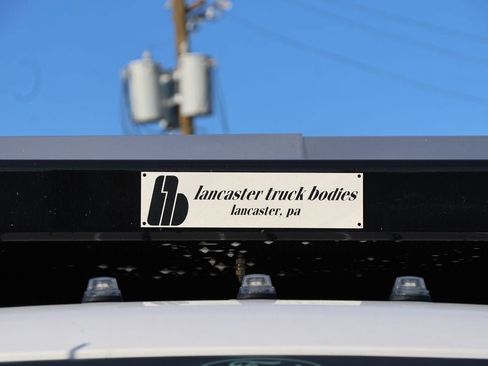 lancaster truck bodies
lancaster, pa